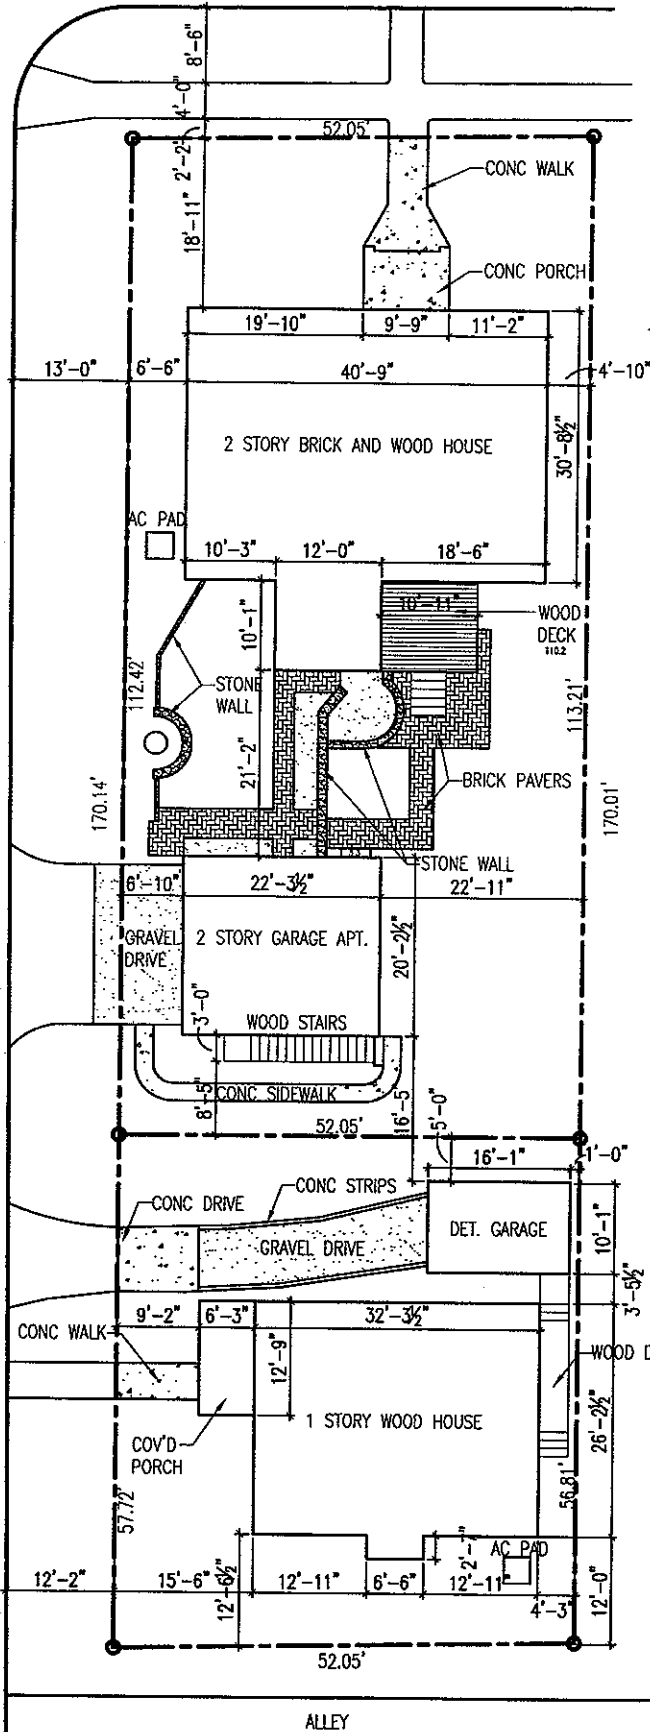 8'-6"
4'-0"
52.05'
2'-2"
CONC WALK
18'-11"
CONC PORCH
19'-10" 9'-9" 11'-2"
13'-0" 6'-6" 40'-9" 4'-10"
30'-8½"
2 STORY BRICK AND WOOD HOUSE
AC PAD
10'-3" 12'-0" 18'-6"
10'-1"
10'-11"
WOOD
DECK
112.42'
STONE
WALL
113.21'
21'-2"
BRICK PAVERS
170.14'
170.01'
STONE WALL
6'-10" 22'-3½" 22'-11"
GRAVEL
DRIVE
2 STORY GARAGE APT.
20'-2½"
3'-0"
WOOD STAIRS
8'-5"
CONC SIDEWALK
16'-5
52.05'
5'-0"
16'-1" 1'-0"
CONC DRIVE
CONC STRIPS
GRAVEL DRIVE
DET. GARAGE
10'-1"
3'-5½"
9'-2" 6'-3" 32'-3½"
CONC WALK
12'-9"
WOOD D
1 STORY WOOD HOUSE
26'-2½"
COV'D
PORCH
57.72'
56.81'
AC PAD
2'-7"
12'-6½"
12'-2" 15'-6" 12'-11" 6'-6" 12'-11" 4'-3"
12'-0"
52.05'
ALLEY